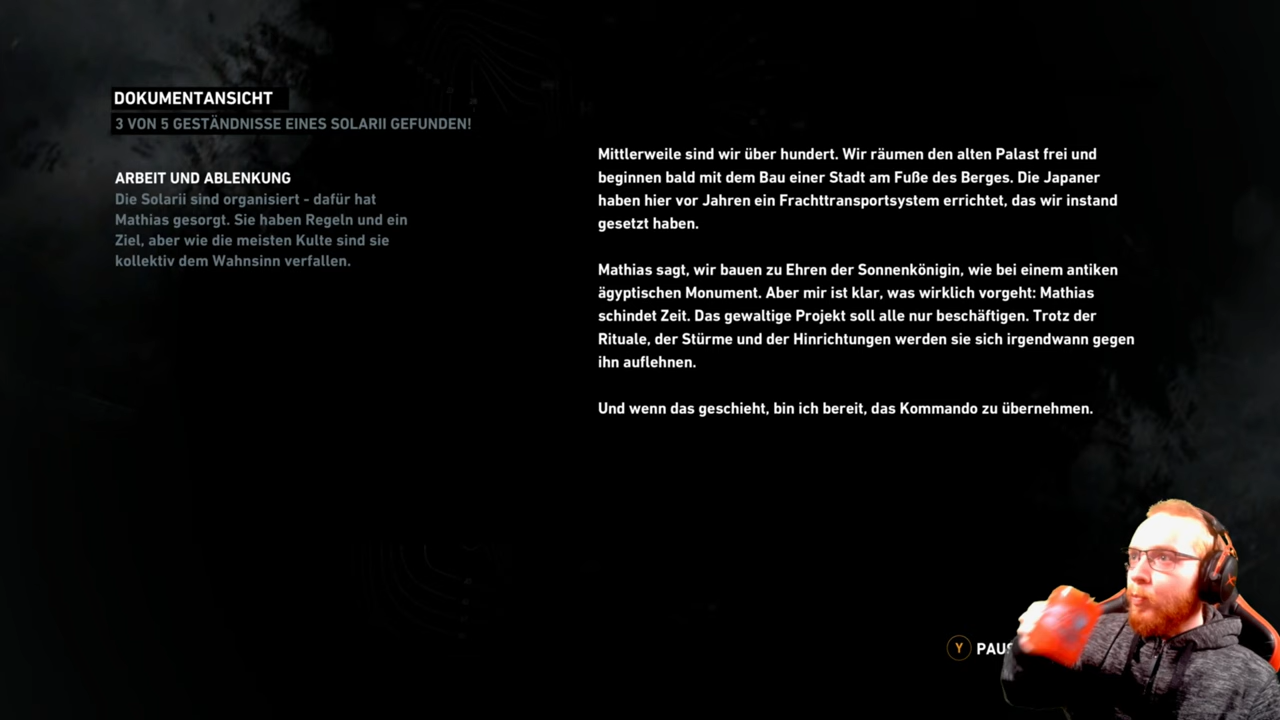 DOKUMENTANSICHT
3 VON 5 GESTÄNDNISSE EINES SOLARII GEFUNDEN!
ARBEIT UND ABLENKUNG
Die Solarii sind organisiert - dafür hat
Mathias gesorgt. Sie haben Regeln und ein
Ziel, aber wie die meisten Kulte sind sie
kollektiv dem Wahnsinn verfallen.
Mittlerweile sind wir über hundert. Wir räumen den alten Palast frei und
beginnen bald mit dem Bau einer Stadt am Fuße des Berges. Die Japaner
haben hier vor Jahren ein Frachttransportsystem errichtet, das wir instand
gesetzt haben.
Mathias sagt, wir bauen zu Ehren der Sonnenkönigin, wie bei einem antiken
ägyptischen Monument. Aber mir ist klar, was wirklich vorgeht: Mathias
schindet Zeit. Das gewaltige Projekt soll alle nur beschäftigen. Trotz der
Rituale, der Stürme und der Hinrichtungen werden sie sich irgendwann gegen
ihn auflehnen.
Und wenn das geschieht, bin ich bereit, das Kommando zu übernehmen.
Y